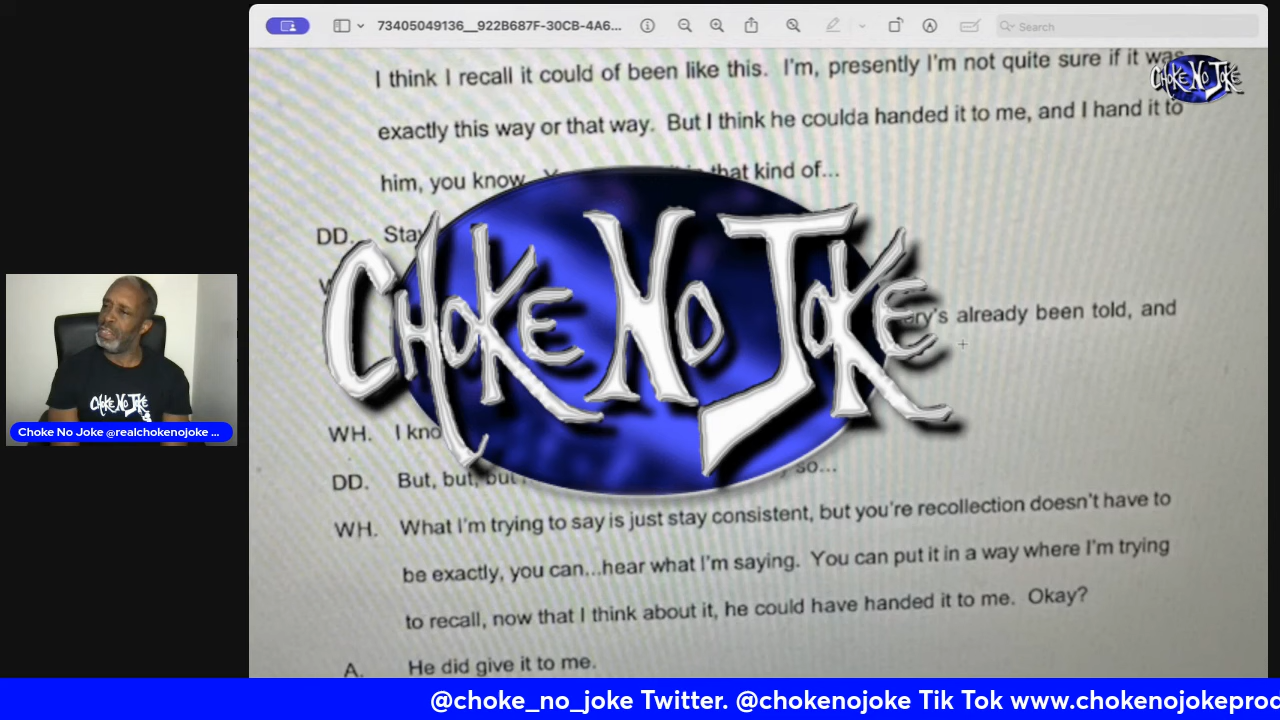 73405049136__922B687F-30CB-4A6...
Search
I think I recall it could of been like this. I'm, presently I'm not quite sure if it was
CHOKE NO JOKE
exactly this way or that way. But I think he coulda handed it to me, and I hand it to
him, you know that kind of...
DD. Stay
CHOKE NO JOKE
already been told, and
WH. I kno
DD. But, but, but so...
WH. What I'm trying to say is just stay consistent, but you're recollection doesn't have to
be exactly, you can...hear what I'm saying. You can put it in a way where I'm trying
to recall, now that I think about it, he could have handed it to me. Okay?
A. He did give it to me.
CHOKE NO JOKE
Choke No Joke @realchokenojoke ...
@choke_no_joke Twitter. @chokenojoke Tik Tok www.chokenojokeproc